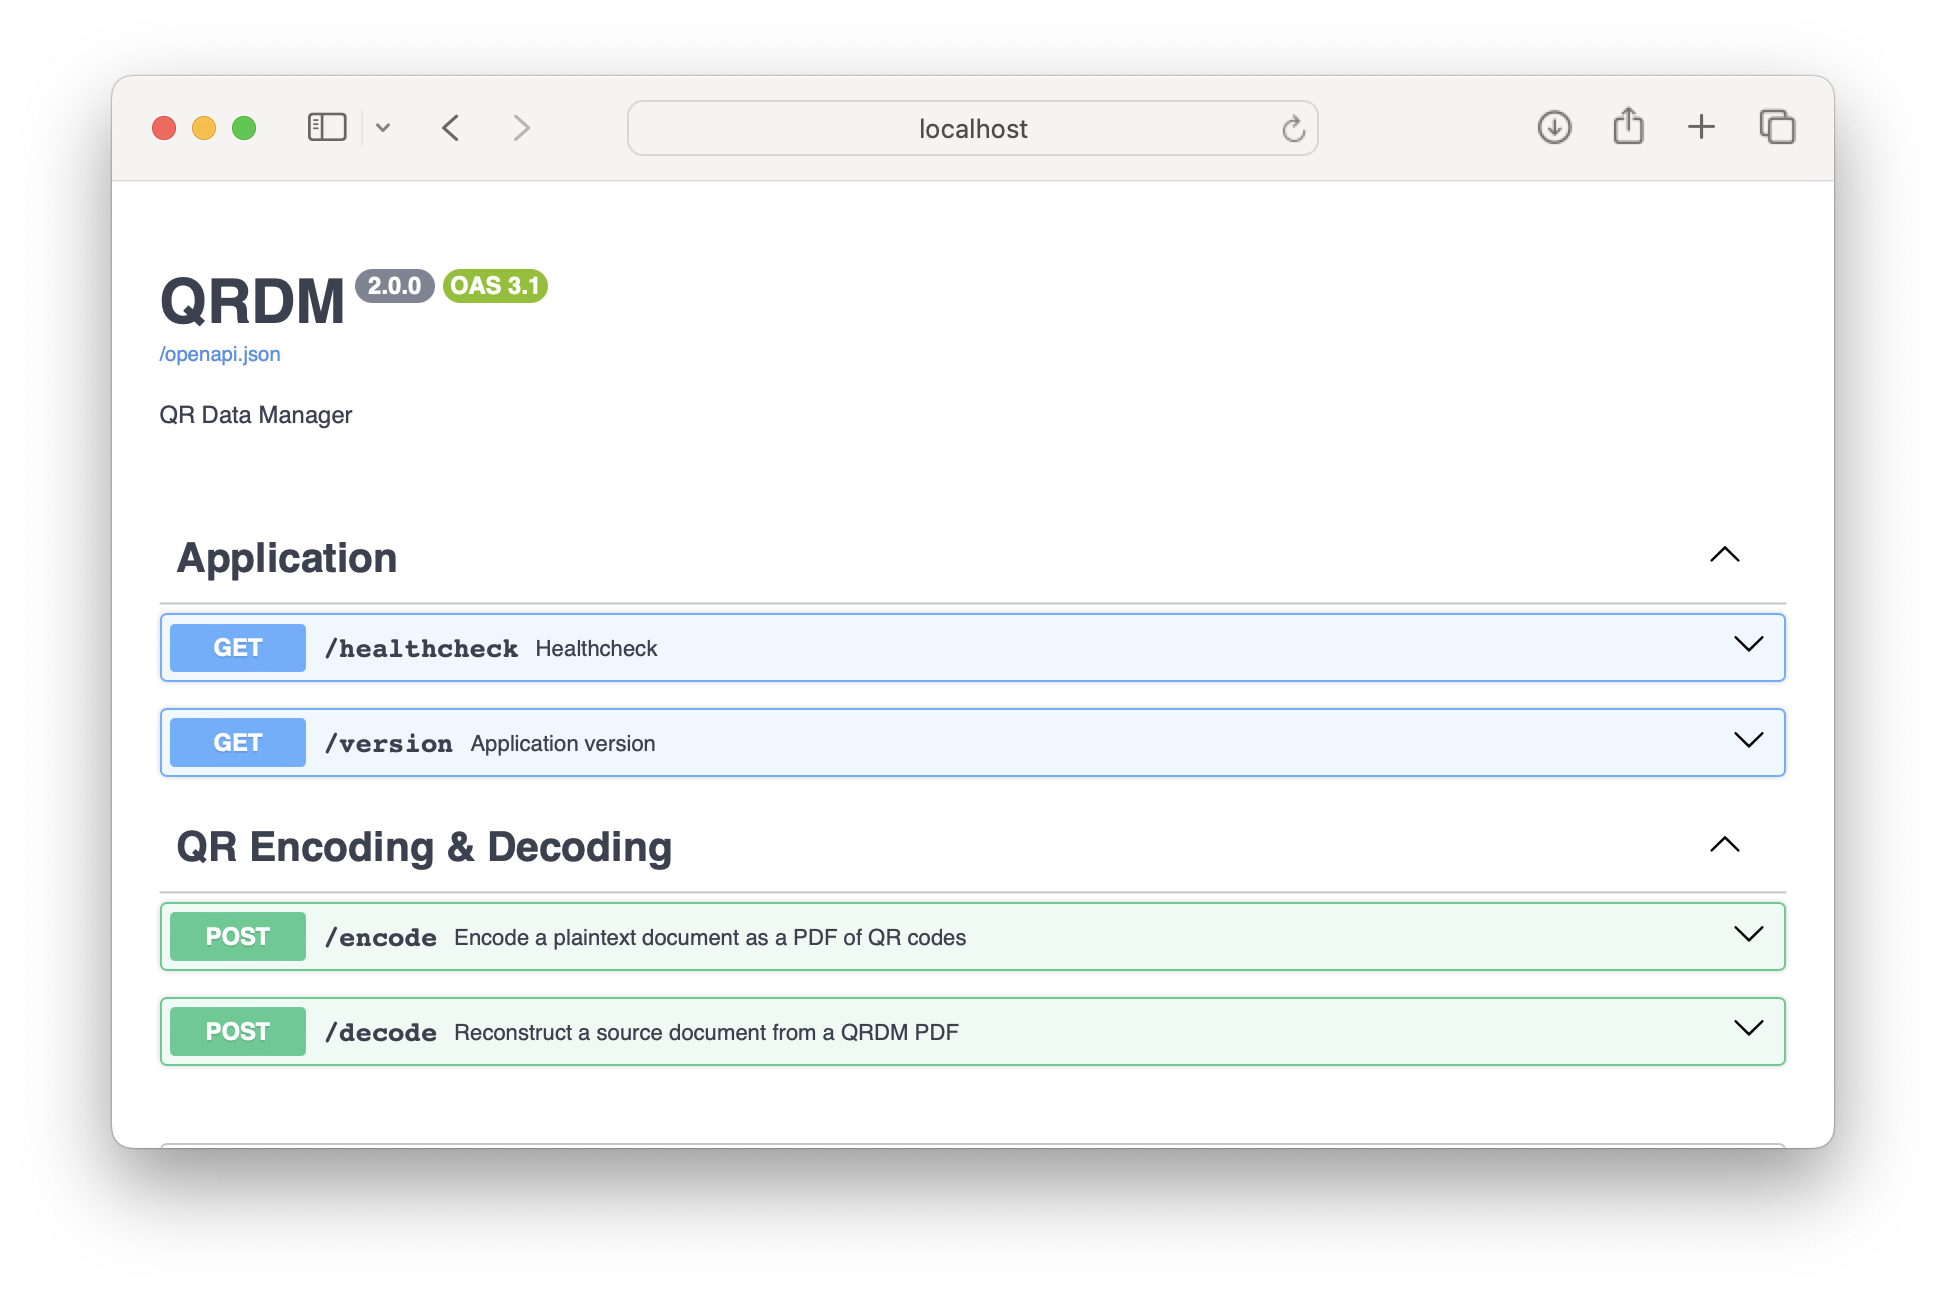 localhost
QRDM 2.0.0 OAS 3.1
/openapi.json
QR Data Manager
Application
GET /healthcheck Healthcheck
GET /version Application version
QR Encoding & Decoding
POST /encode Encode a plaintext document as a PDF of QR codes
POST /decode Reconstruct a source document from a QRDM PDF